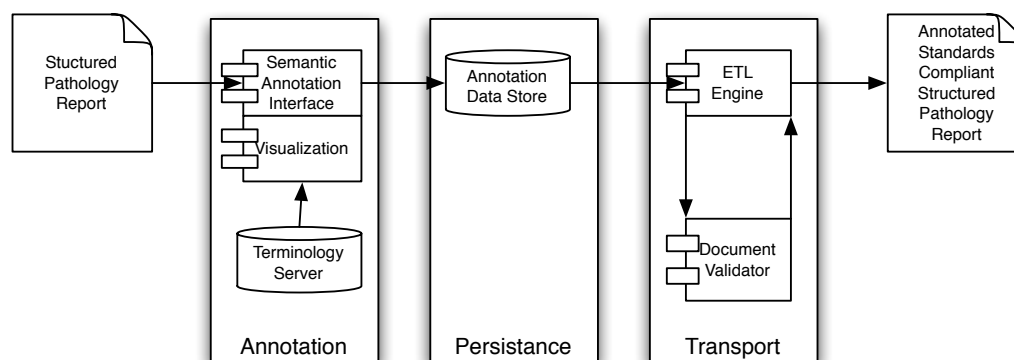 Stuctured
Pathology
Report
Semantic
Annotation
Interface
Visualization
Terminology
Server
Annotation
Annotation
Data Store
Persistance
ETL
Engine
Document
Validator
Transport
Annotated
Standards
Compliant
Structured
Pathology
Report